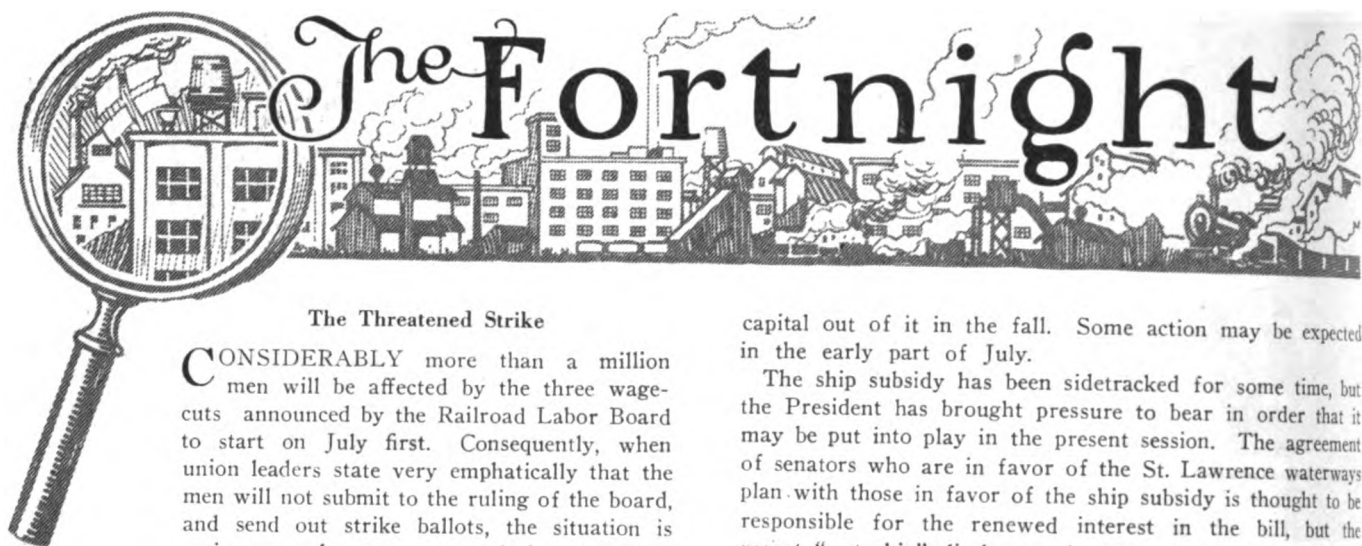 The Fortnight
The Threatened Strike
CONSIDERABLY more than a million
men will be affected by the three wage-
cuts announced by the Railroad Labor Board
to start on July first. Consequently, when
union leaders state very emphatically that the
men will not submit to the ruling of the board,
and send out strike ballots, the situation is
capital out of it in the fall. Some action may be expected
in the early part of July.
The ship subsidy has been sidetracked for some time, but
the President has brought pressure to bear in order that it
may be put into play in the present session. The agreement
of senators who are in favor of the St. Lawrence waterways
plan with those in favor of the ship subsidy is thought to be
responsible for the renewed interest in the bill, but the